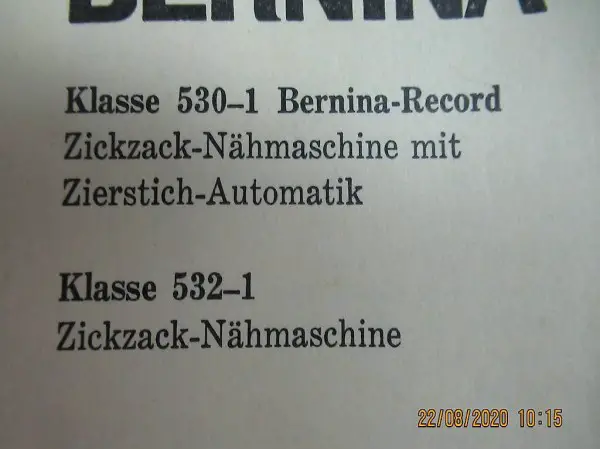 BERNINA
Klasse 530–1 Bernina-Record
Zickzack-Nähmaschine mit
Zierstich-Automatik
Klasse 532–1
Zickzack-Nähmaschine
22/08/2020 10:15